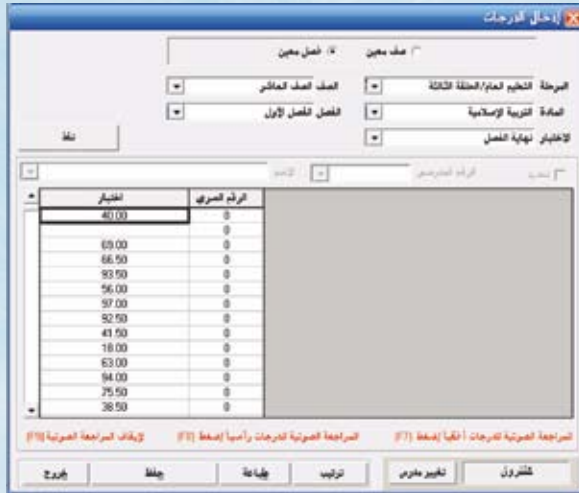 إدخال الدرجات
صف معين فصل معين
المرحلة التعليم العام/الحلقة الثالثة الصف الصف العاشر
المادة التربية الإسلامية الفصل الفصل الأول
الاختبار نهاية الفصل
نفذ
تحديد الرقم المدرسي الاسم
الرقم السري اختبار
0 40.00
0
0 69.00
0 66.50
0 93.50
0 56.00
0 97.00
0 92.50
0 41.50
0 18.00
0 63.00
0 94.00
0 75.50
0 38.50
المراجعة الصوتية للدرجات أفقياً إضغط (F7) المراجعة الصوتية للدرجات رأسياً إضغط (F8) لإيقاف المراجعة الصوتية (F9)
كنترول تغيير مدرس ترتيب طباعة حفظ خروج